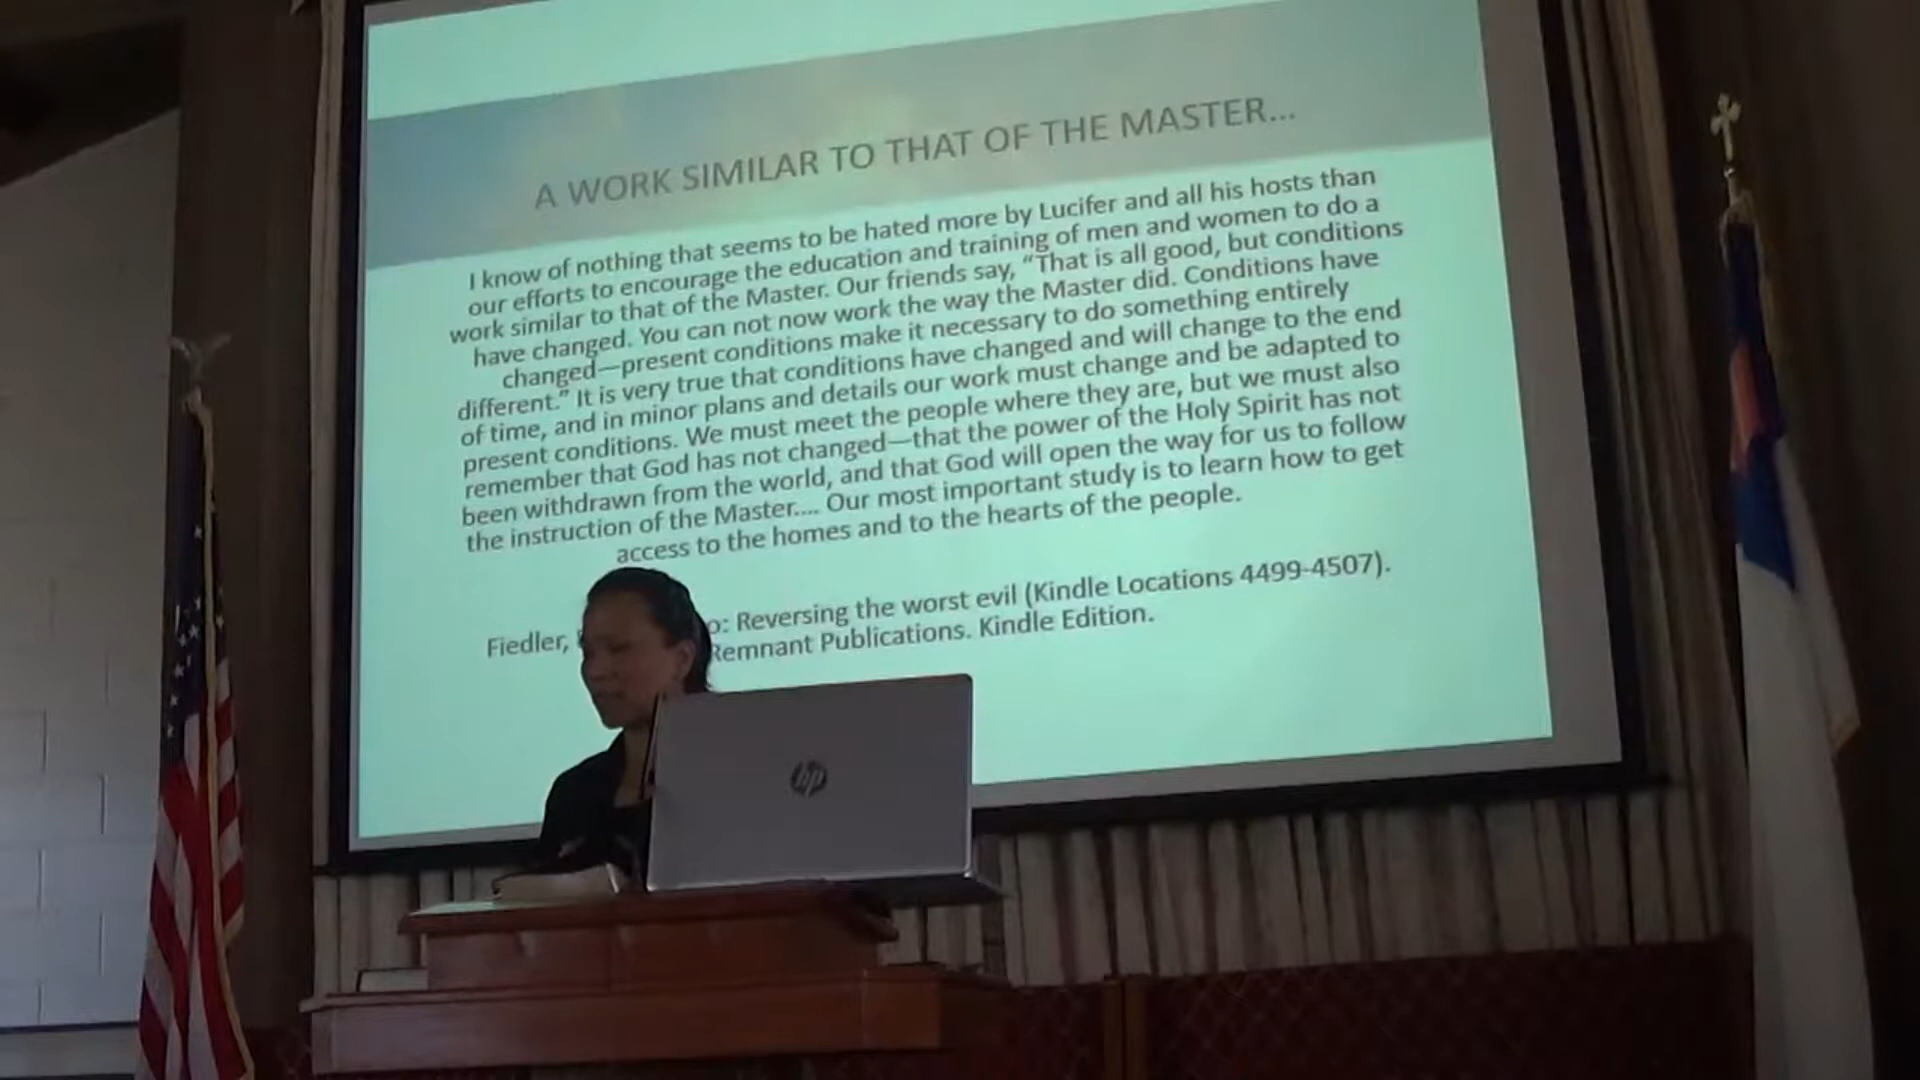 A WORK SIMILAR TO THAT OF THE MASTER...
I know of nothing that seems to be hated more by Lucifer and all his hosts than
our efforts to encourage the education and training of men and women to do a
work similar to that of the Master. Our friends say, “That is all good, but conditions
have changed. You can not now work the way the Master did. Conditions have
changed—present conditions make it necessary to do something entirely
different.” It is very true that conditions have changed and will change to the end
of time, and in minor plans and details our work must change and be adapted to
present conditions. We must meet the people where they are, but we must also
remember that God has not changed—that the power of the Holy Spirit has not
been withdrawn from the world, and that God will open the way for us to follow
the instruction of the Master.... Our most important study is to learn how to get
access to the homes and to the hearts of the people.
Fiedler, o: Reversing the worst evil (Kindle Locations 4499-4507).
Remnant Publications. Kindle Edition.
hp